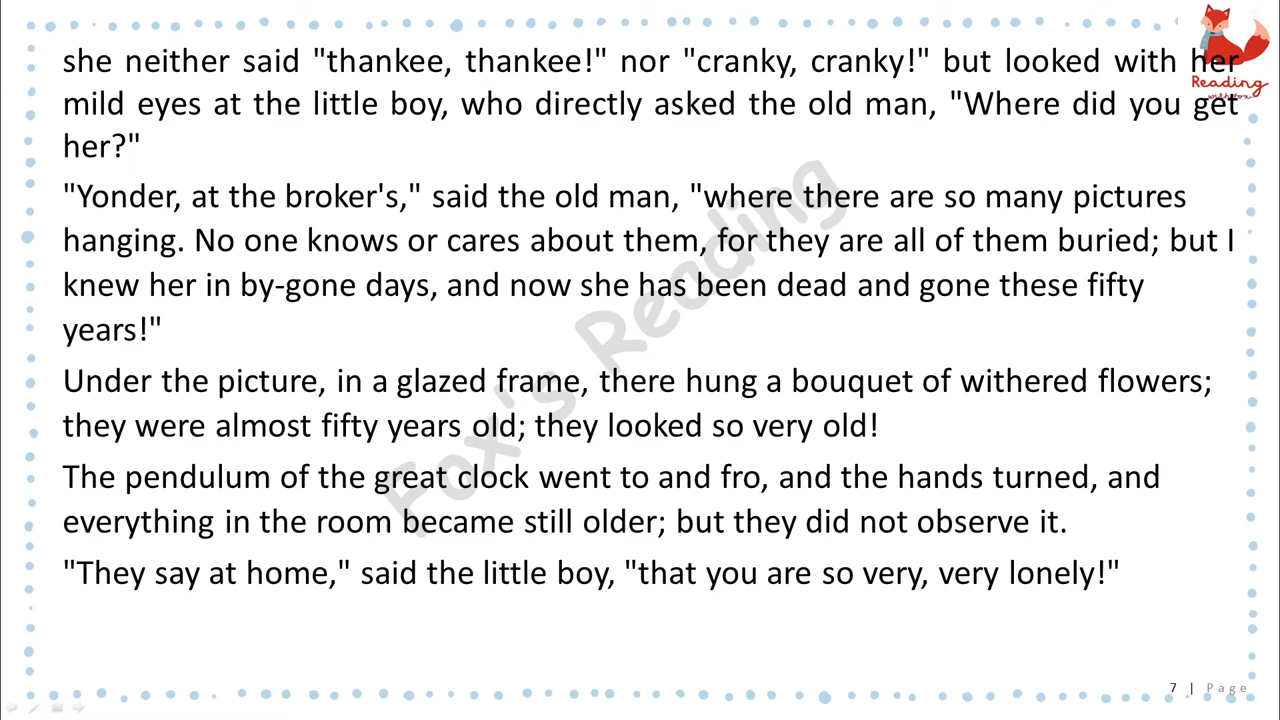 she neither said "thankee, thankee!" nor "cranky, cranky!" but looked with her
mild eyes at the little boy, who directly asked the old man, "Where did you get
her?"
"Yonder, at the broker's," said the old man, "where there are so many pictures
hanging. No one knows or cares about them, for they are all of them buried; but I
knew her in by-gone days, and now she has been dead and gone these fifty
years!"
Under the picture, in a glazed frame, there hung a bouquet of withered flowers;
they were almost fifty years old; they looked so very old!
The pendulum of the great clock went to and fro, and the hands turned, and
everything in the room became still older; but they did not observe it.
"They say at home," said the little boy, "that you are so very, very lonely!"
Fox's Reading
Reading
with fox
7 | Page